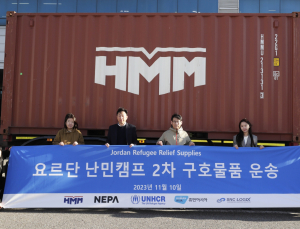 HMM
Jordan Refugee Relief Supplies
요르단 난민캠프 2차 구호물품 운송
2023년 11월 10일
HMM NEPA UNHCR